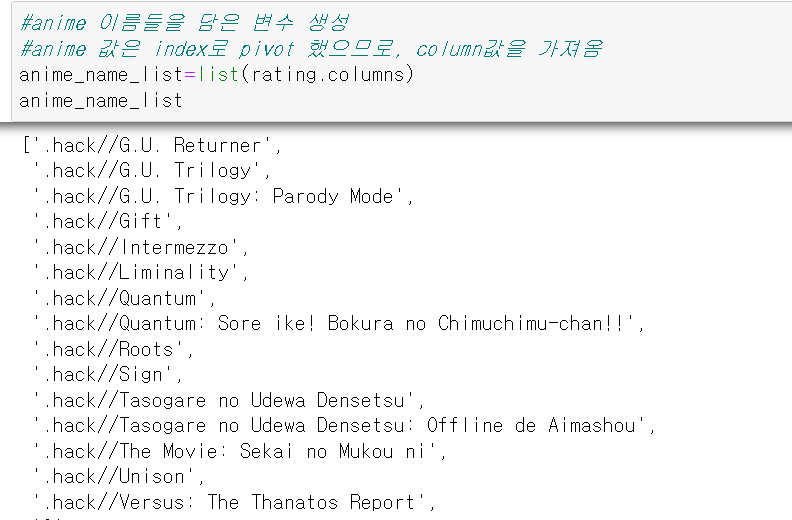 #anime 이름들을 담은 변수 생성
#anime 값은 index로 pivot 했으므로, column값을 가져옴
anime_name_list=list(rating.columns)
anime_name_list
['.hack//G.U. Returner',
'.hack//G.U. Trilogy',
'.hack//G.U. Trilogy: Parody Mode',
'.hack//Gift',
'.hack//Intermezzo',
'.hack//Liminality',
'.hack//Quantum',
'.hack//Quantum: Sore ike! Bokura no Chimuchimu-chan!!',
'.hack//Roots',
'.hack//Sign',
'.hack//Tasogare no Udewa Densetsu',
'.hack//Tasogare no Udewa Densetsu: Offline de Aimashou',
'.hack//The Movie: Sekai no Mukou ni',
'.hack//Unison',
'.hack//Versus: The Thanatos Report',